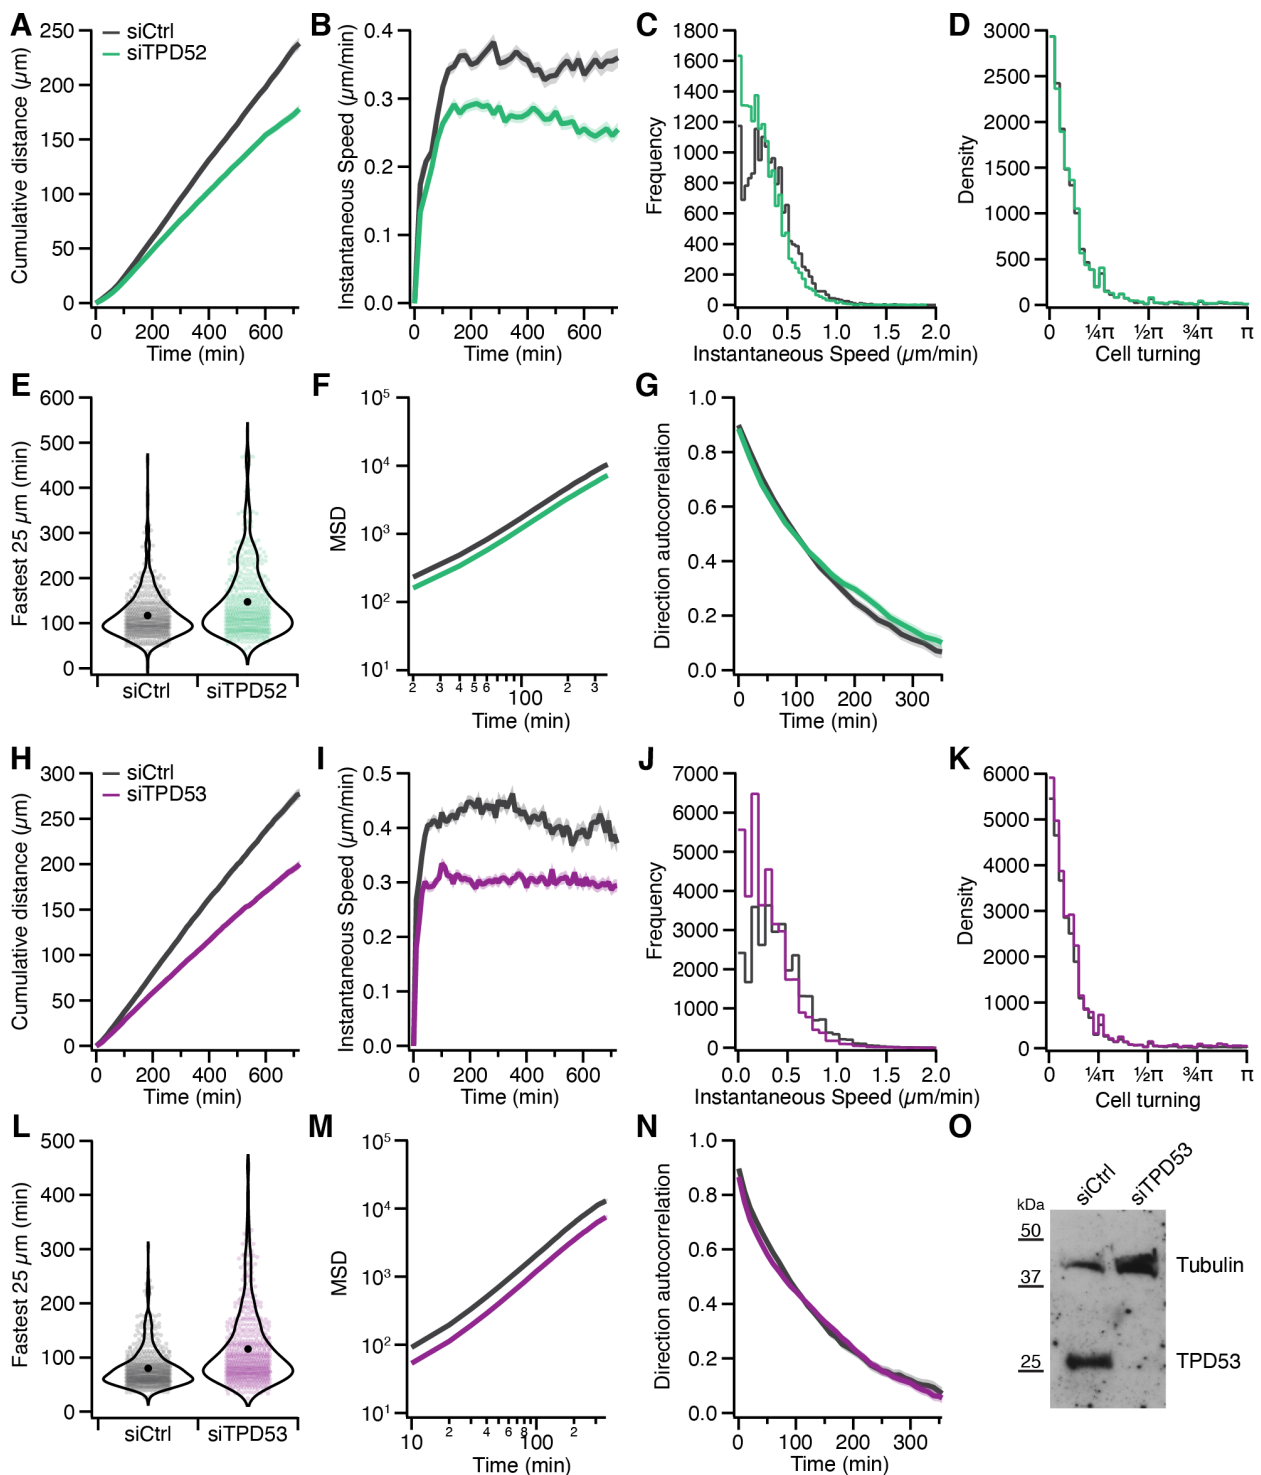 A
siCtrl
siTPD52
Cumulative distance (µm)
250
200
150
100
50
0
0 200 400 600
Time (min)
B
Instantaneous Speed (µm/min)
0.4
0.3
0.2
0.1
0.0
0 200 400 600
Time (min)
C
Frequency
1800
1600
1400
1200
1000
800
600
400
200
0
0.0 0.5 1.0 1.5 2.0
Instantaneous Speed (µm/min)
D
Density
3000
2500
2000
1500
1000
500
0
0 ¼π ½π ¾π π
Cell turning
E
Fastest 25 µm (min)
600
500
400
300
200
100
0
siCtrl siTPD52
F
MSD
10⁵
10⁴
10³
10²
10¹
2 3 4 5 6 100 2 3
Time (min)
G
Direction autocorrelation
1.0
0.8
0.6
0.4
0.2
0.0
0 100 200 300
Time (min)
H
siCtrl
siTPD53
Cumulative distance (µm)
300
250
200
150
100
50
0
0 200 400 600
Time (min)
I
Instantaneous Speed (µm/min)
0.5
0.4
0.3
0.2
0.1
0.0
0 200 400 600
Time (min)
J
Frequency
7000
6000
5000
4000
3000
2000
1000
0
0.0 0.5 1.0 1.5 2.0
Instantaneous Speed (µm/min)
K
Density
6000
5000
4000
3000
2000
1000
0
0 ¼π ½π ¾π π
Cell turning
L
Fastest 25 µm (min)
500
400
300
200
100
0
siCtrl siTPD53
M
MSD
10⁵
10⁴
10³
10²
10¹
10 2 4 6 8 100 2
Time (min)
N
Direction autocorrelation
1.0
0.8
0.6
0.4
0.2
0.0
0 100 200 300
Time (min)
O
siCtrl siTPD53
kDa
50
37
25
Tubulin
TPD53